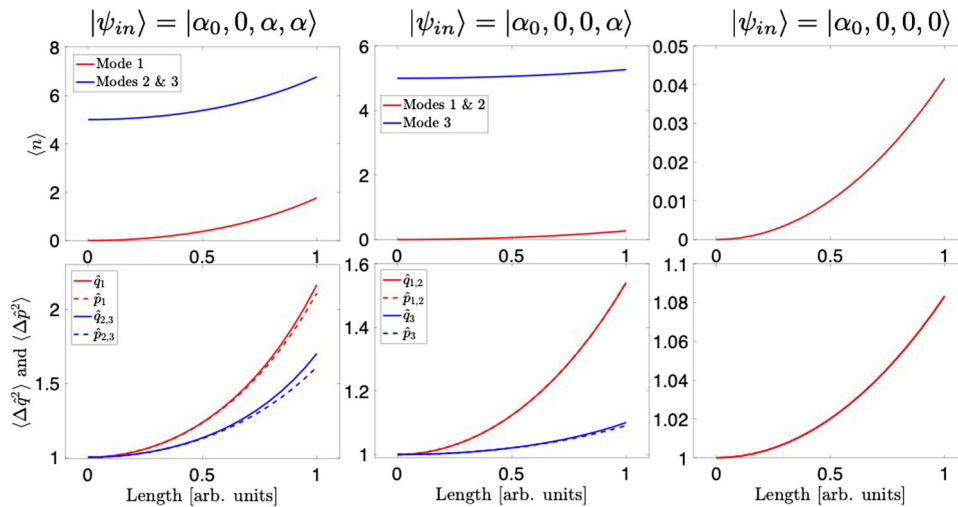 |ψ_in⟩ = |α_0, 0, α, α⟩
|ψ_in⟩ = |α_0, 0, 0, α⟩
|ψ_in⟩ = |α_0, 0, 0, 0⟩
⟨n⟩
8
6
4
2
0
Mode 1
Modes 2 & 3
0
0.5
1
6
4
2
0
Modes 1 & 2
Mode 3
0
0.5
1
0.05
0.04
0.03
0.02
0.01
0
0
0.5
1
⟨Δq̂²⟩ and ⟨Δp̂²⟩
2
1.5
1
q̂_1
p̂_1
q̂_2,3
p̂_2,3
0
0.5
1
Length [arb. units]
1.6
1.4
1.2
1
q̂_1,2
p̂_1,2
q̂_3
p̂_3
0
0.5
1
Length [arb. units]
1.1
1.08
1.06
1.04
1.02
1
0
0.5
1
Length [arb. units]